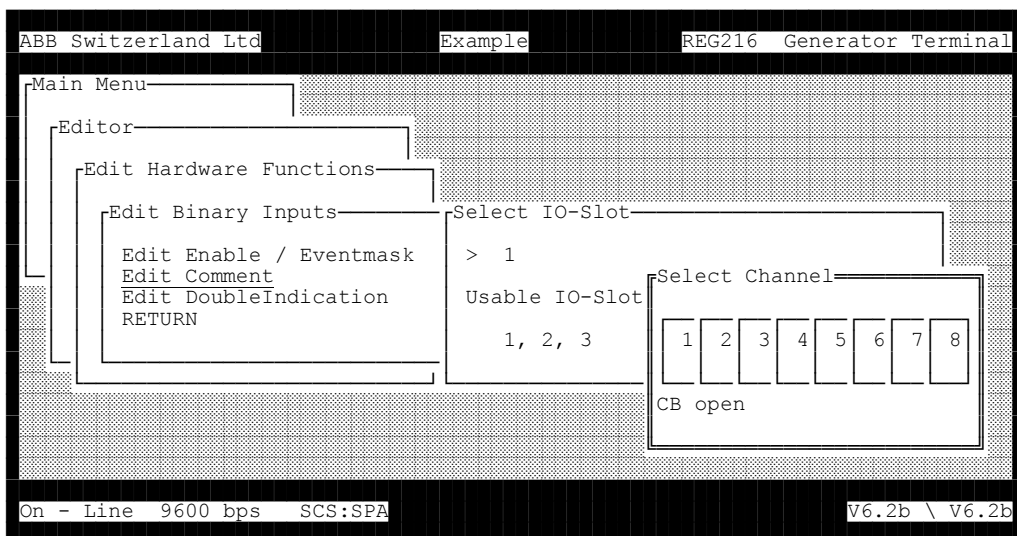 ABB Switzerland Ltd Example REG216 Generator Terminal
Main Menu
Editor
Edit Hardware Functions
Edit Binary Inputs
Edit Enable / Eventmask
Edit Comment
Edit DoubleIndication
RETURN
Select IO-Slot
> 1
Usable IO-Slot
1, 2, 3
Select Channel
1 2 3 4 5 6 7 8
CB open
On - Line 9600 bps SCS:SPA V6.2b \ V6.2b